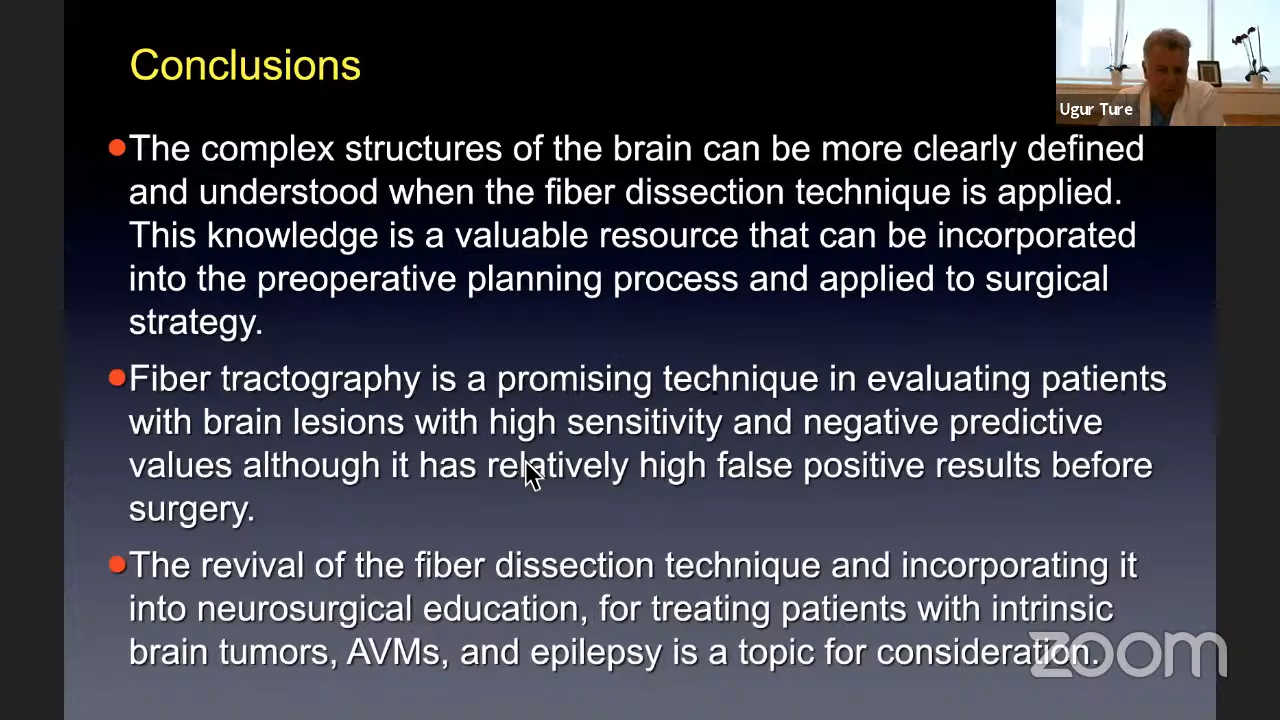 Conclusions
Ugur Ture
●The complex structures of the brain can be more clearly defined
and understood when the fiber dissection technique is applied.
This knowledge is a valuable resource that can be incorporated
into the preoperative planning process and applied to surgical
strategy.
●Fiber tractography is a promising technique in evaluating patients
with brain lesions with high sensitivity and negative predictive
values although it has relatively high false positive results before
surgery.
●The revival of the fiber dissection technique and incorporating it
into neurosurgical education, for treating patients with intrinsic
brain tumors, AVMs, and epilepsy is a topic for consideration.
zoom